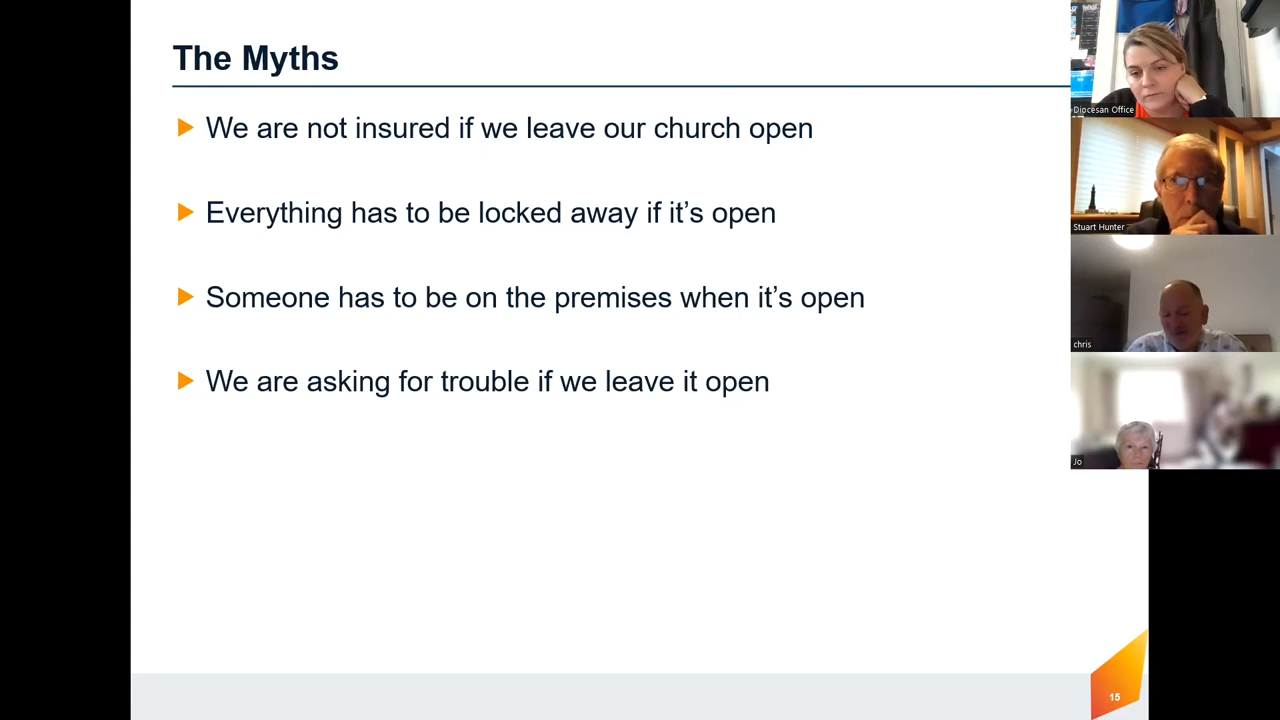 The Myths
We are not insured if we leave our church open
Everything has to be locked away if it's open
Someone has to be on the premises when it's open
We are asking for trouble if we leave it open
15
Diocesan Office
Stuart Hunter
chris
Jo